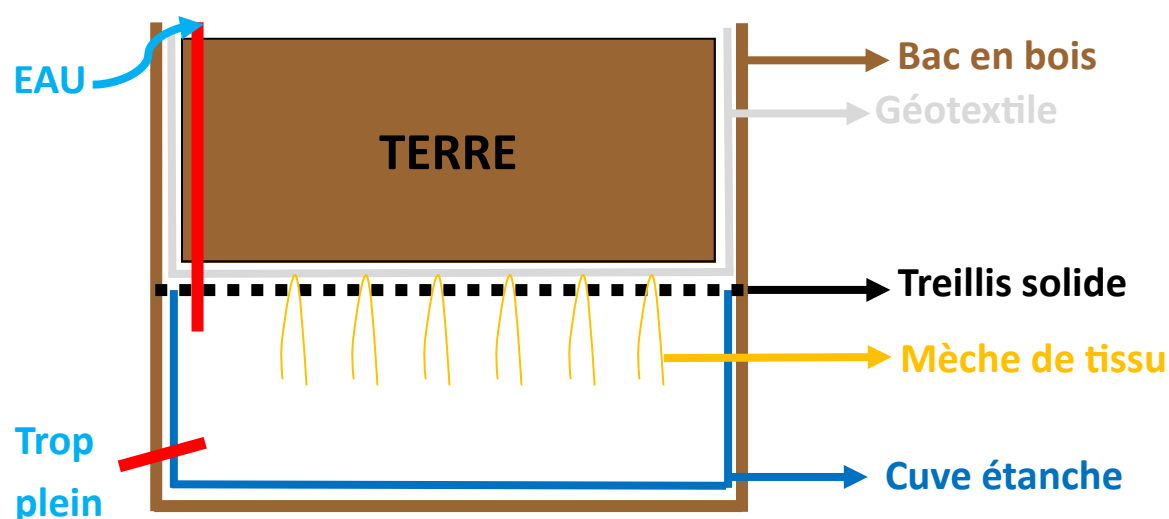 EAU
TERRE
Bac en bois
Géotextile
Treillis solide
Mèche de tissu
Trop
plein
Cuve étanche